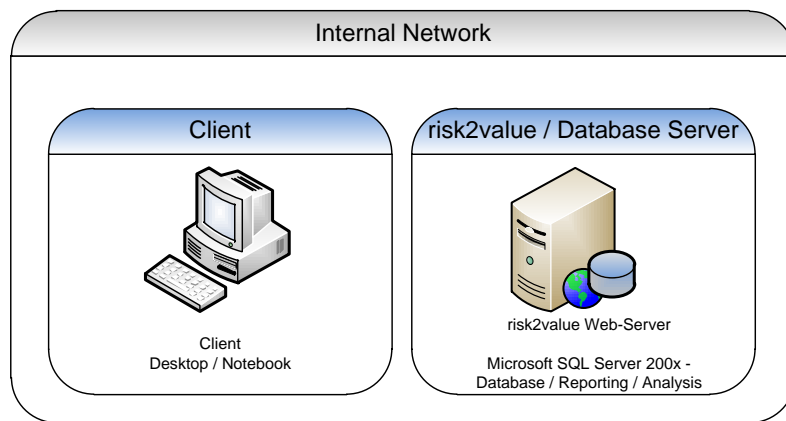 Internal Network
Client
risk2value / Database Server
Client
Desktop / Notebook
risk2value Web-Server
Microsoft SQL Server 200x -
Database / Reporting / Analysis